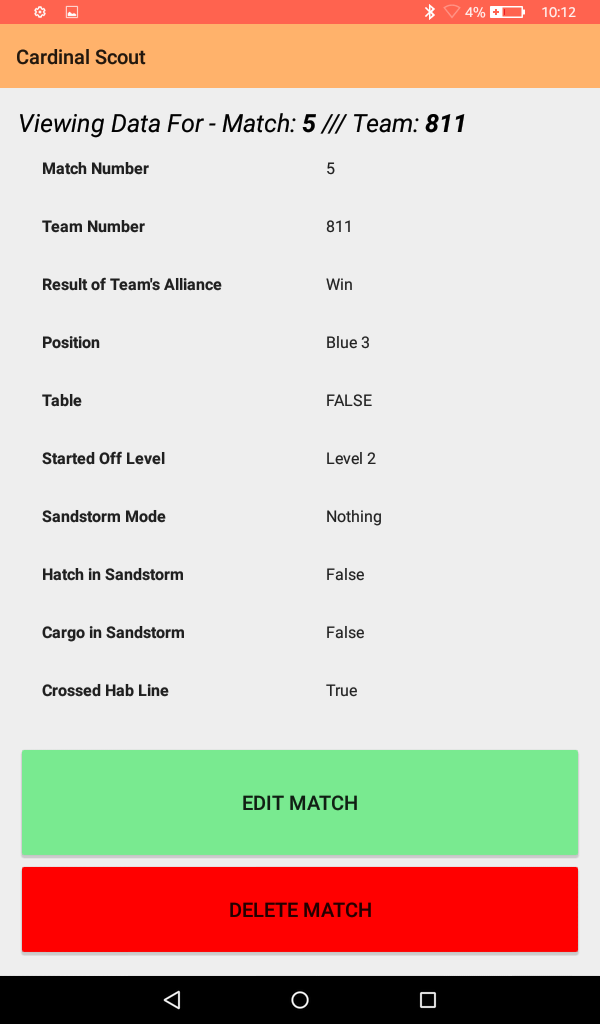 4% 10:12
Cardinal Scout
Viewing Data For - Match: 5 /// Team: 811
Match Number 5
Team Number 811
Result of Team's Alliance Win
Position Blue 3
Table FALSE
Started Off Level Level 2
Sandstorm Mode Nothing
Hatch in Sandstorm False
Cargo in Sandstorm False
Crossed Hab Line True
EDIT MATCH
DELETE MATCH